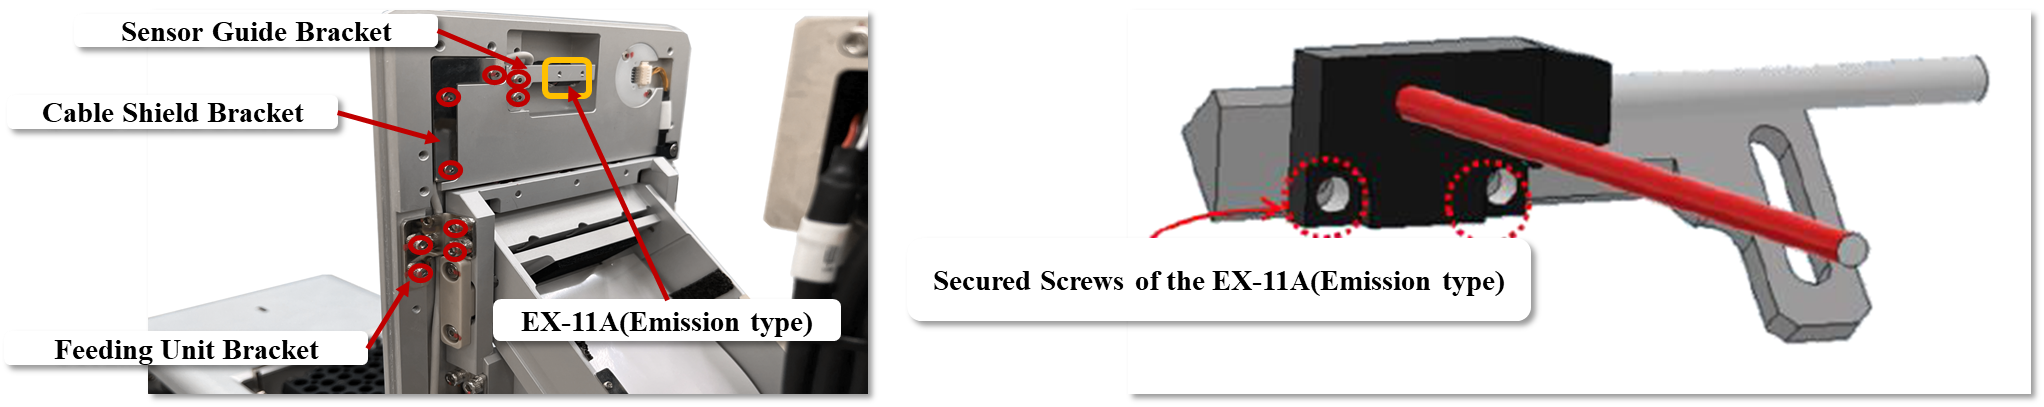 Sensor Guide Bracket
Cable Shield Bracket
EX-11A(Emission type)
Feeding Unit Bracket
Secured Screws of the EX-11A(Emission type)